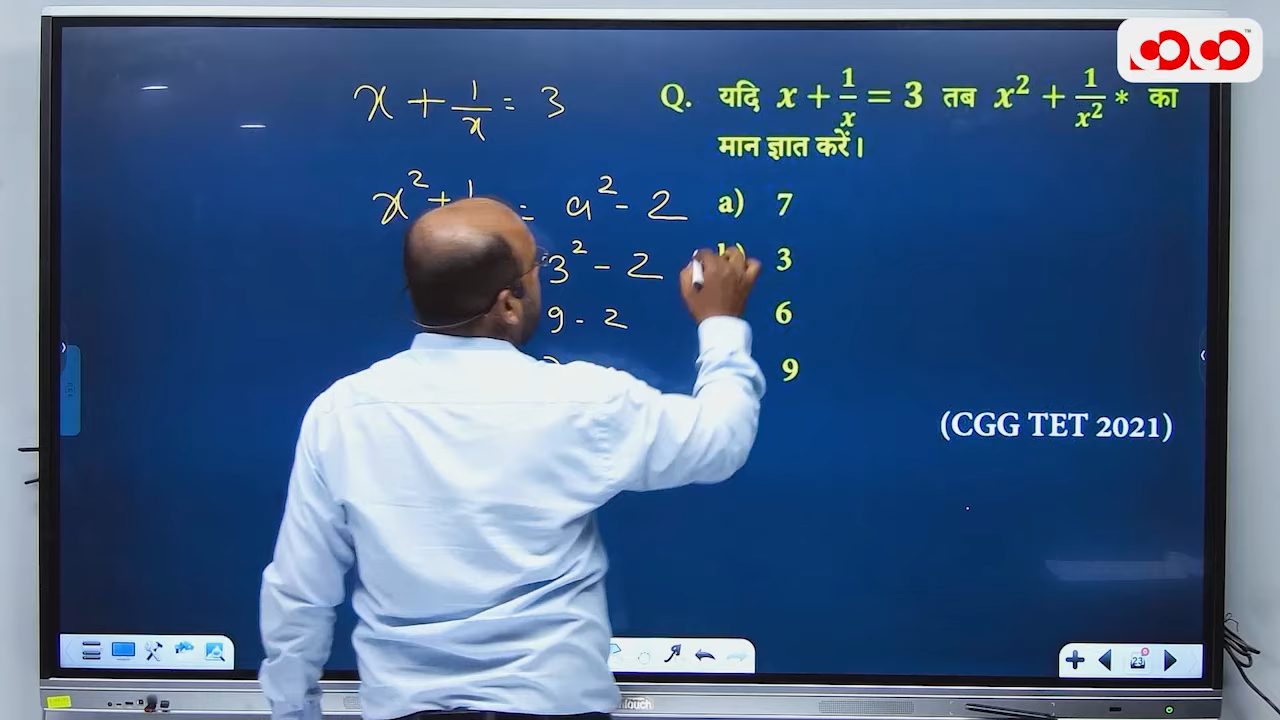 x + 1/x = 3
x² + 1 = a² - 2
3² - 2
9 - 2
Q. यदि x + 1/x = 3 तब x² + 1/x² * का
मान ज्ञात करें।
a) 7
b) 3
6
9
(CGG TET 2021)
23